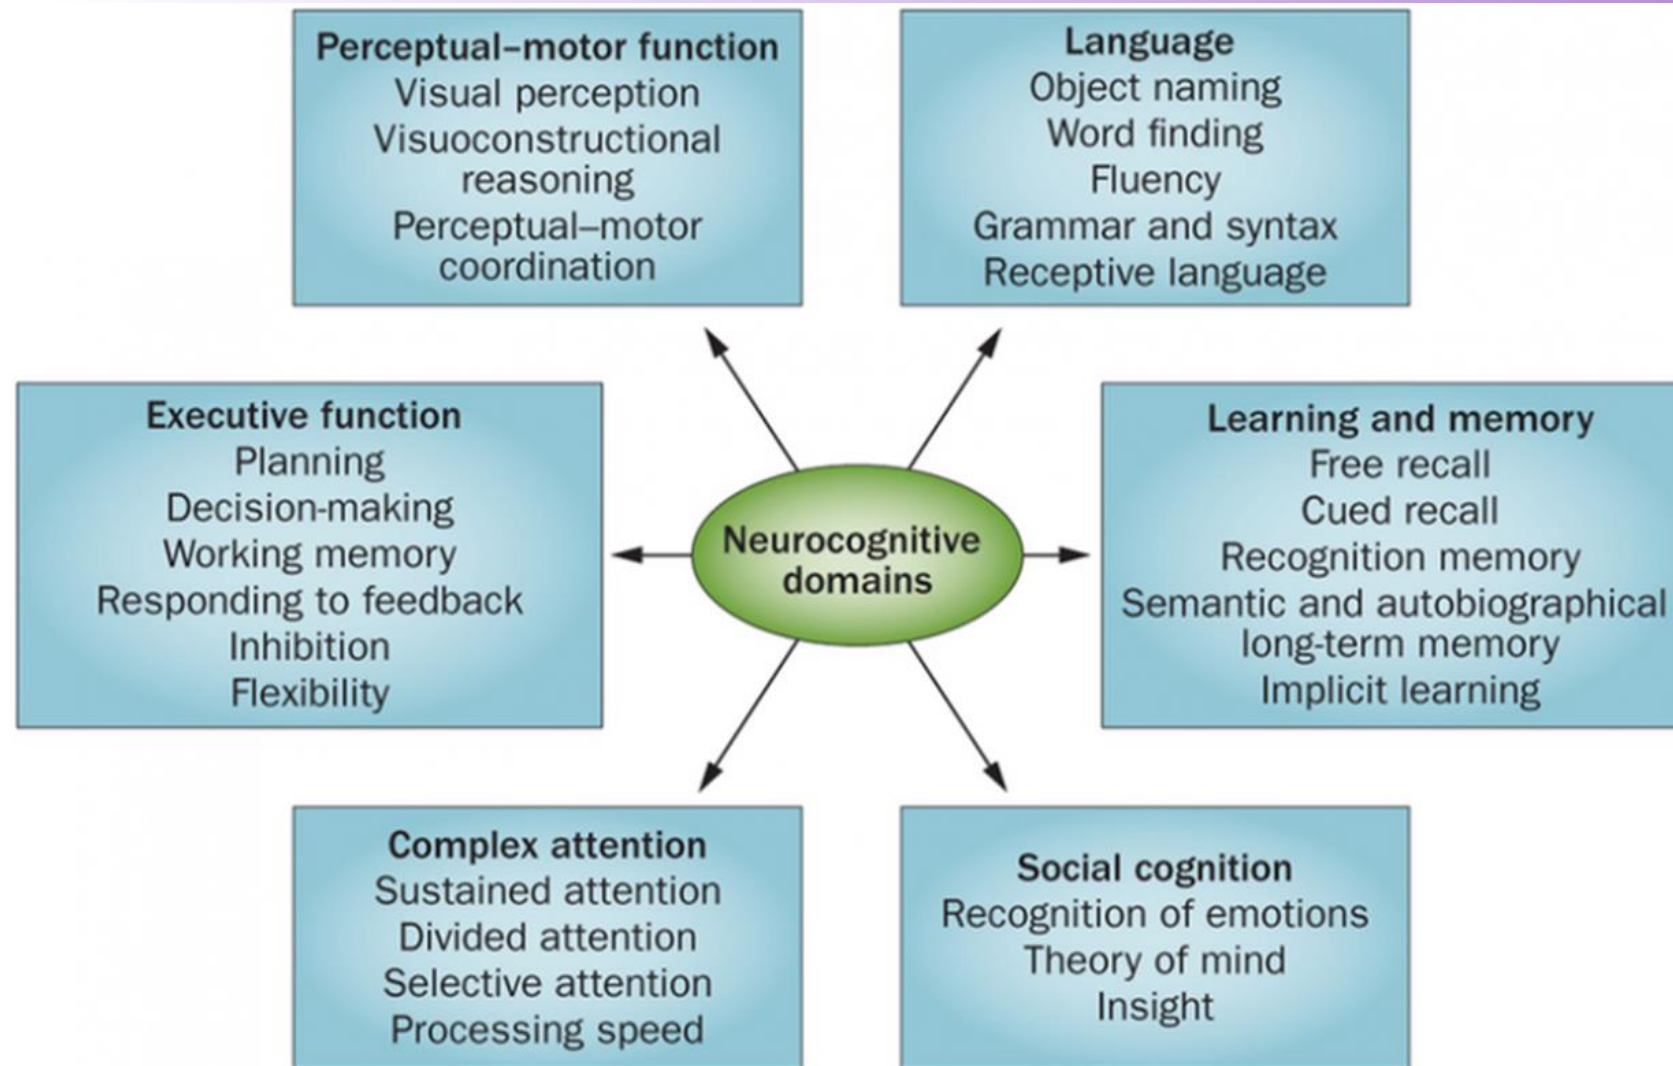 Perceptual–motor function
Visual perception
Visuoconstructional
reasoning
Perceptual–motor
coordination
Language
Object naming
Word finding
Fluency
Grammar and syntax
Receptive language
Executive function
Planning
Decision-making
Working memory
Responding to feedback
Inhibition
Flexibility
Neurocognitive
domains
Learning and memory
Free recall
Cued recall
Recognition memory
Semantic and autobiographical
long-term memory
Implicit learning
Complex attention
Sustained attention
Divided attention
Selective attention
Processing speed
Social cognition
Recognition of emotions
Theory of mind
Insight